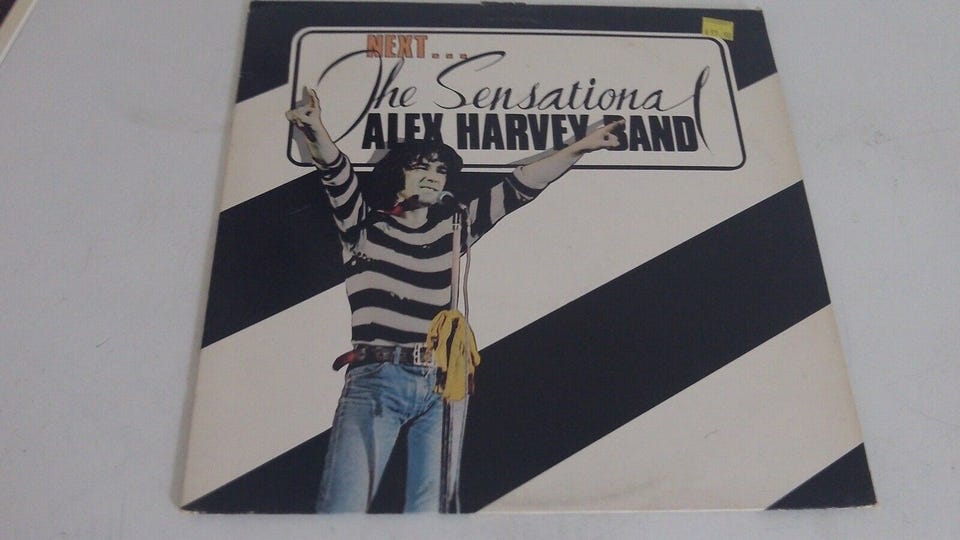 NEXT...
The Sensational
ALEX HARVEY BAND